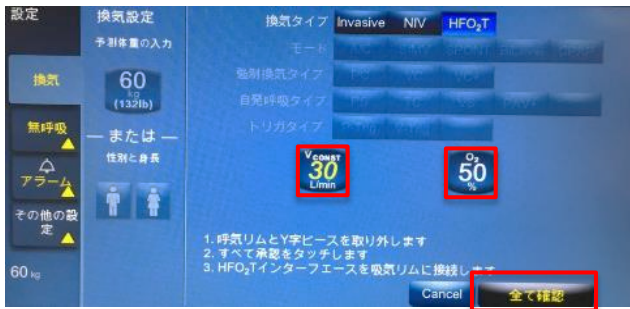 設定
換気設定
換気タイプ Invasive NIV HFO₂T
予測体重の入力
モード
換気
60
kg
(132lb)
強制換気タイプ
自発呼吸タイプ
トリガタイプ
無呼吸
— または —
性別と身長
VCONST
30
L/min
O₂
50
%
アラーム
その他の設定
1. 呼気リムとY字ピースを取り外します
2. すべて承認をタッチします
3. HFO₂Tインターフェースを吸気リムに接続します
60 kg
Cancel
全て確認